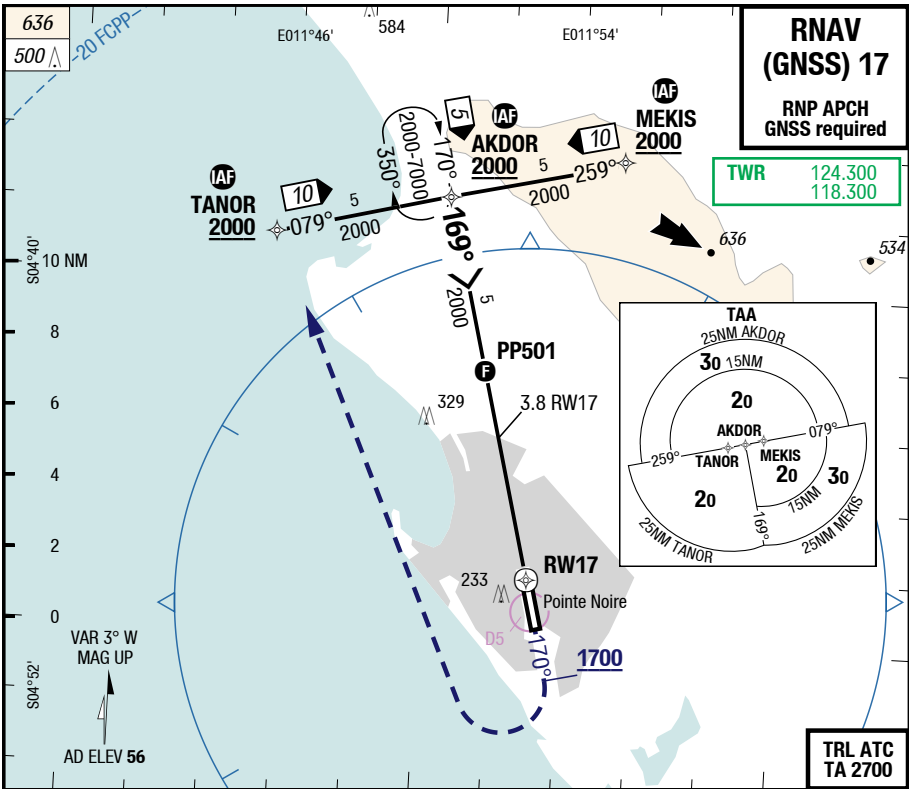 636
500
20 FCPP
E011°46'
584
E011°54'
RNAV
(GNSS) 17
RNP APCH
GNSS required
TWR 124.300
118.300
IAF
MEKIS
2000
IAF
AKDOR
2000
IAF
TANOR
2000
5
10
10
2000-7000
170°
350°
5
2000
259°
079°
5
2000
169°
636
534
S04°40'
10 NM
5
2000
8
PP501
F
6
329
3.8 RW17
4
2
RW17
233
Pointe Noire
0
D5
170°
1700
S04°52'
TAA
25NM AKDOR
30 15NM
20
AKDOR
079°
259°
TANOR
MEKIS
20
30
20
15NM
169°
25NM TANOR
25NM MEKIS
VAR 3° W
MAG UP
AD ELEV 56
TRL ATC
TA 2700